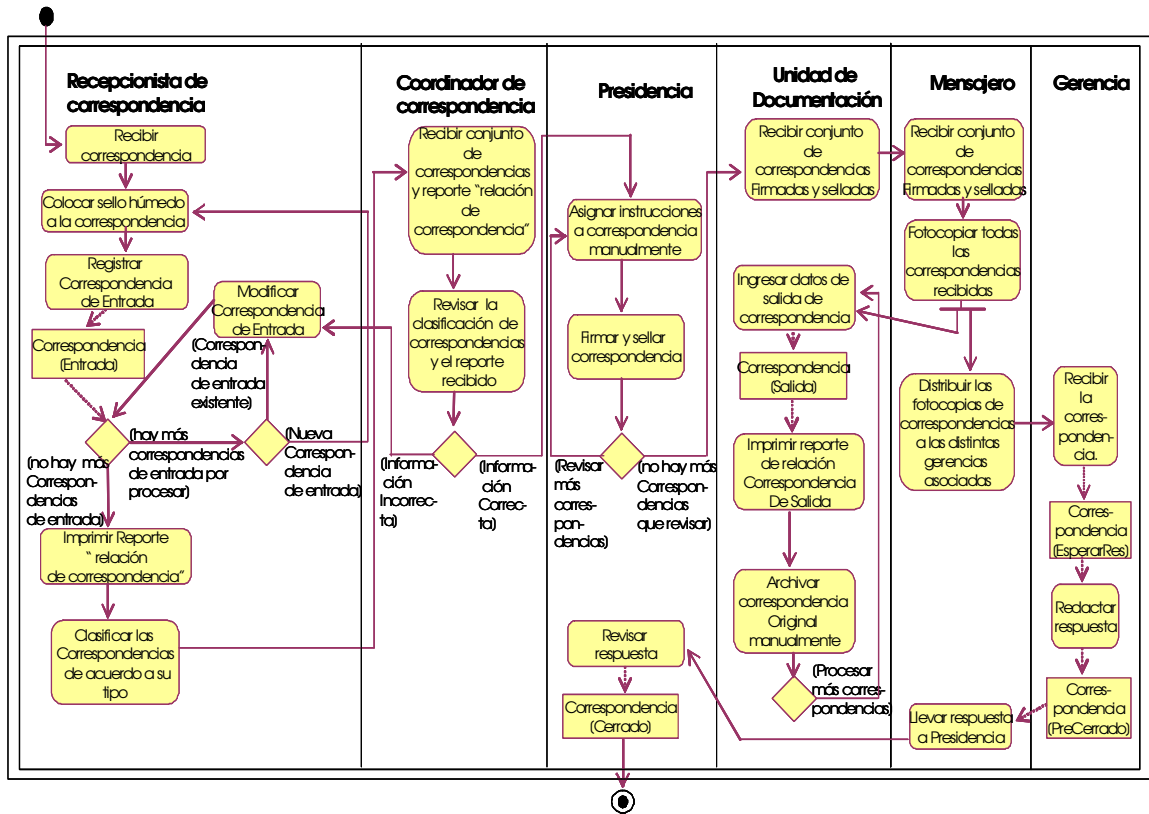 Recepcionista de
correspondencia
Recibir
correspondencia
Colocar sello húmedo
a la correspondencia
Registrar
Correspondencia
de Entrada
Correspondencia
(Entrada)
Modificar
Correspondencia
de Entrada
(Correspon-
dencia
de entrada
existente)
(hay más
correspondencias
de entrada por
procesar)
(Nueva
Correspon-
dencia
de entrada)
(no hay más
Correspon-
dencias
de entrada)
Imprimir Reporte
“ relación
de correspondencia”
Clasificar las
Correspondencias
de acuerdo a su
tipo
Coordinador de
correspondencia
Recibir conjunto
de
correspondencias
y reporte “relación
de
correspondencia”
Revisar la
clasificación de
correspondencias
y el reporte
recibido
(Informa-
ción
Incorrec-
ta)
(Informa-
ción
Correc-
ta)
Presidencia
Asignar instrucciones
a correspondencia
manualmente
Firmar y sellar
correspondencia
(Revisar
más
corres-
pon-
dencias)
(no hay más
Correspon-
dencias
que revisar)
Revisar
respuesta
Correspondencia
(Cerrado)
Unidad de
Documentación
Recibir conjunto
de
correspondencias
Firmadas y selladas
Ingresar datos de
salida de
correspondencia
Correspondencia
(Salida)
Imprimir reporte
de relación
Correspondencia
De Salida
Archivar
correspondencia
Original
manualmente
(Procesar
más corres-
pondencias)
Mensajero
Recibir conjunto
de
correspondencias
Firmadas y selladas
Fotocopiar todas
las
correspondencias
recibidas
Distribuir las
fotocopias de
correspondencias
a las distintas
gerencias
asociadas
Llevar respuesta
a Presidencia
Gerencia
Recibir
la
corres-
ponden-
cia.
Corres-
pondencia
(EsperarRes)
Redactar
respuesta
Corres-
pondencia
(PreCerrado)